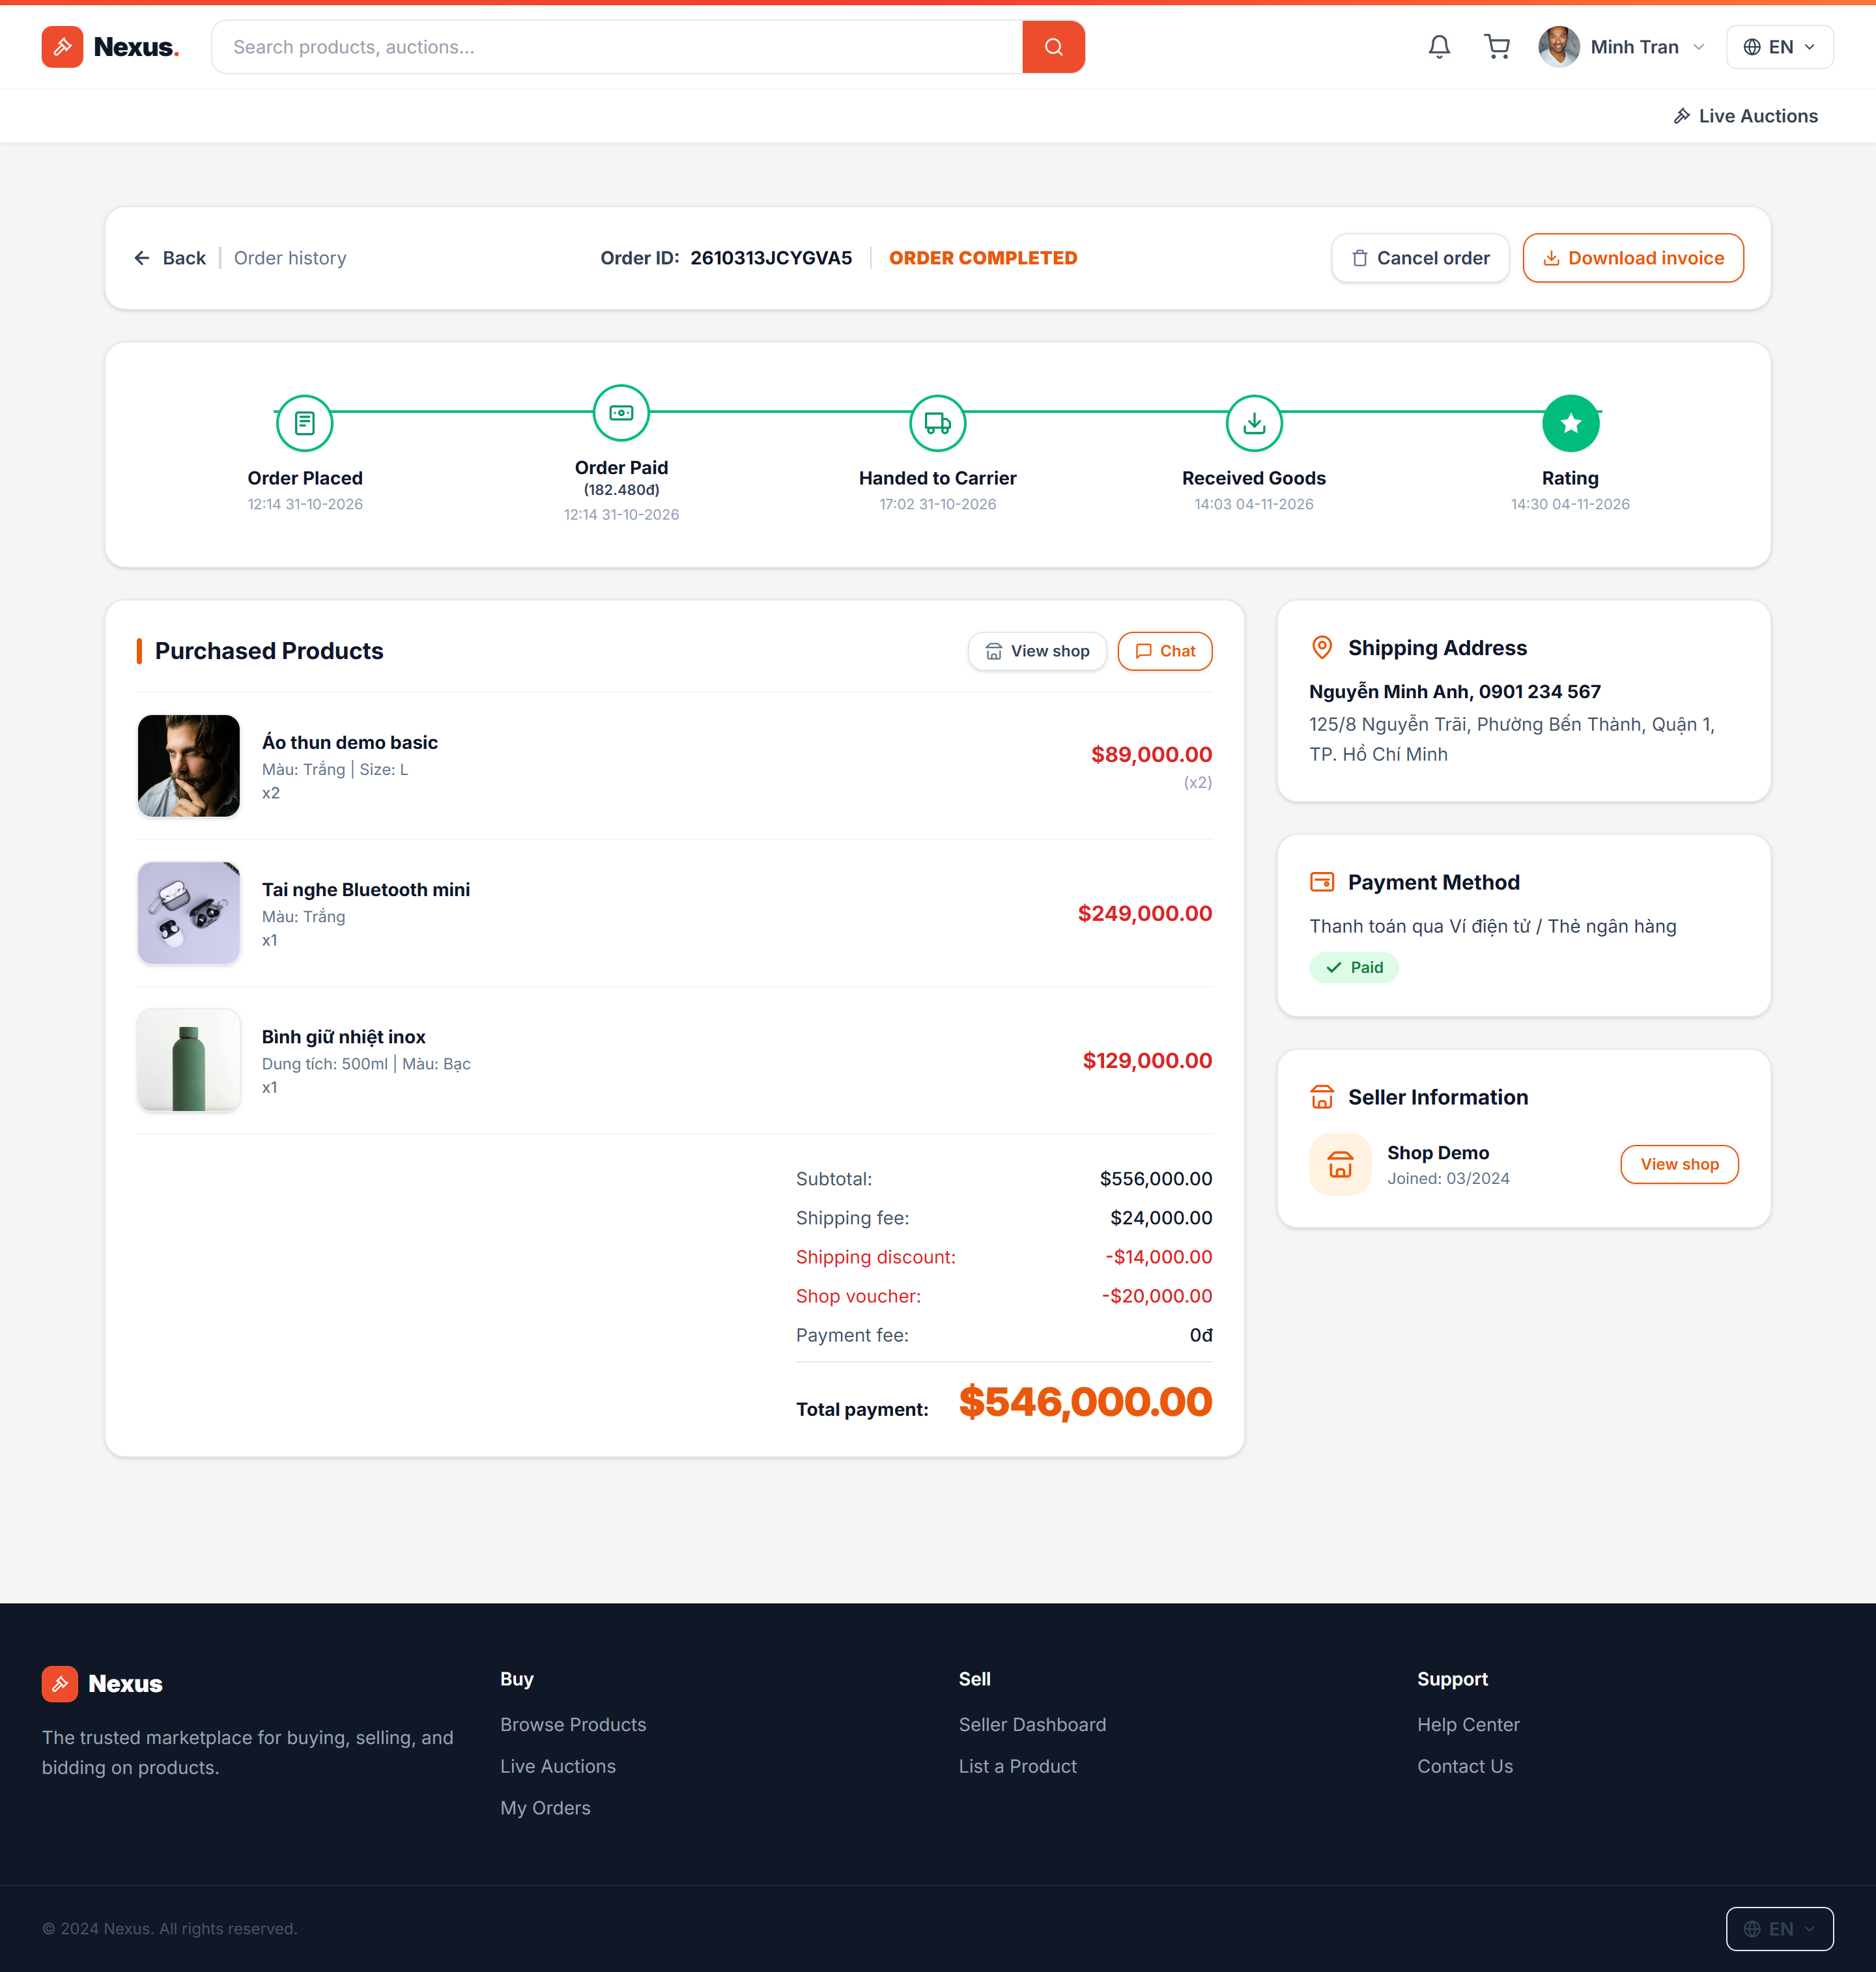 Nexus.
Search products, auctions...
Minh Tran
EN
Live Auctions
Back | Order history
Order ID: 2610313JCYGVA5
ORDER COMPLETED
Cancel order
Download invoice
Order Placed
12:14 31-10-2026
Order Paid
(182.480đ)
12:14 31-10-2026
Handed to Carrier
17:02 31-10-2026
Received Goods
14:03 04-11-2026
Rating
14:30 04-11-2026
Purchased Products
View shop
Chat
Áo thun demo basic
Màu: Trắng | Size: L
x2
$89,000.00
(x2)
Tai nghe Bluetooth mini
Màu: Trắng
x1
$249,000.00
Bình giữ nhiệt inox
Dung tích: 500ml | Màu: Bạc
x1
$129,000.00
Subtotal: $556,000.00
Shipping fee: $24,000.00
Shipping discount: -$14,000.00
Shop voucher: -$20,000.00
Payment fee: 0đ
Total payment: $546,000.00
Shipping Address
Nguyễn Minh Anh, 0901 234 567
125/8 Nguyễn Trãi, Phường Bến Thành, Quận 1,
TP. Hồ Chí Minh
Payment Method
Thanh toán qua Ví điện tử / Thẻ ngân hàng
Paid
Seller Information
Shop Demo
Joined: 03/2024
View shop
Nexus
The trusted marketplace for buying, selling, and
bidding on products.
Buy
Browse Products
Live Auctions
My Orders
Sell
Seller Dashboard
List a Product
Support
Help Center
Contact Us
© 2024 Nexus. All rights reserved.
EN